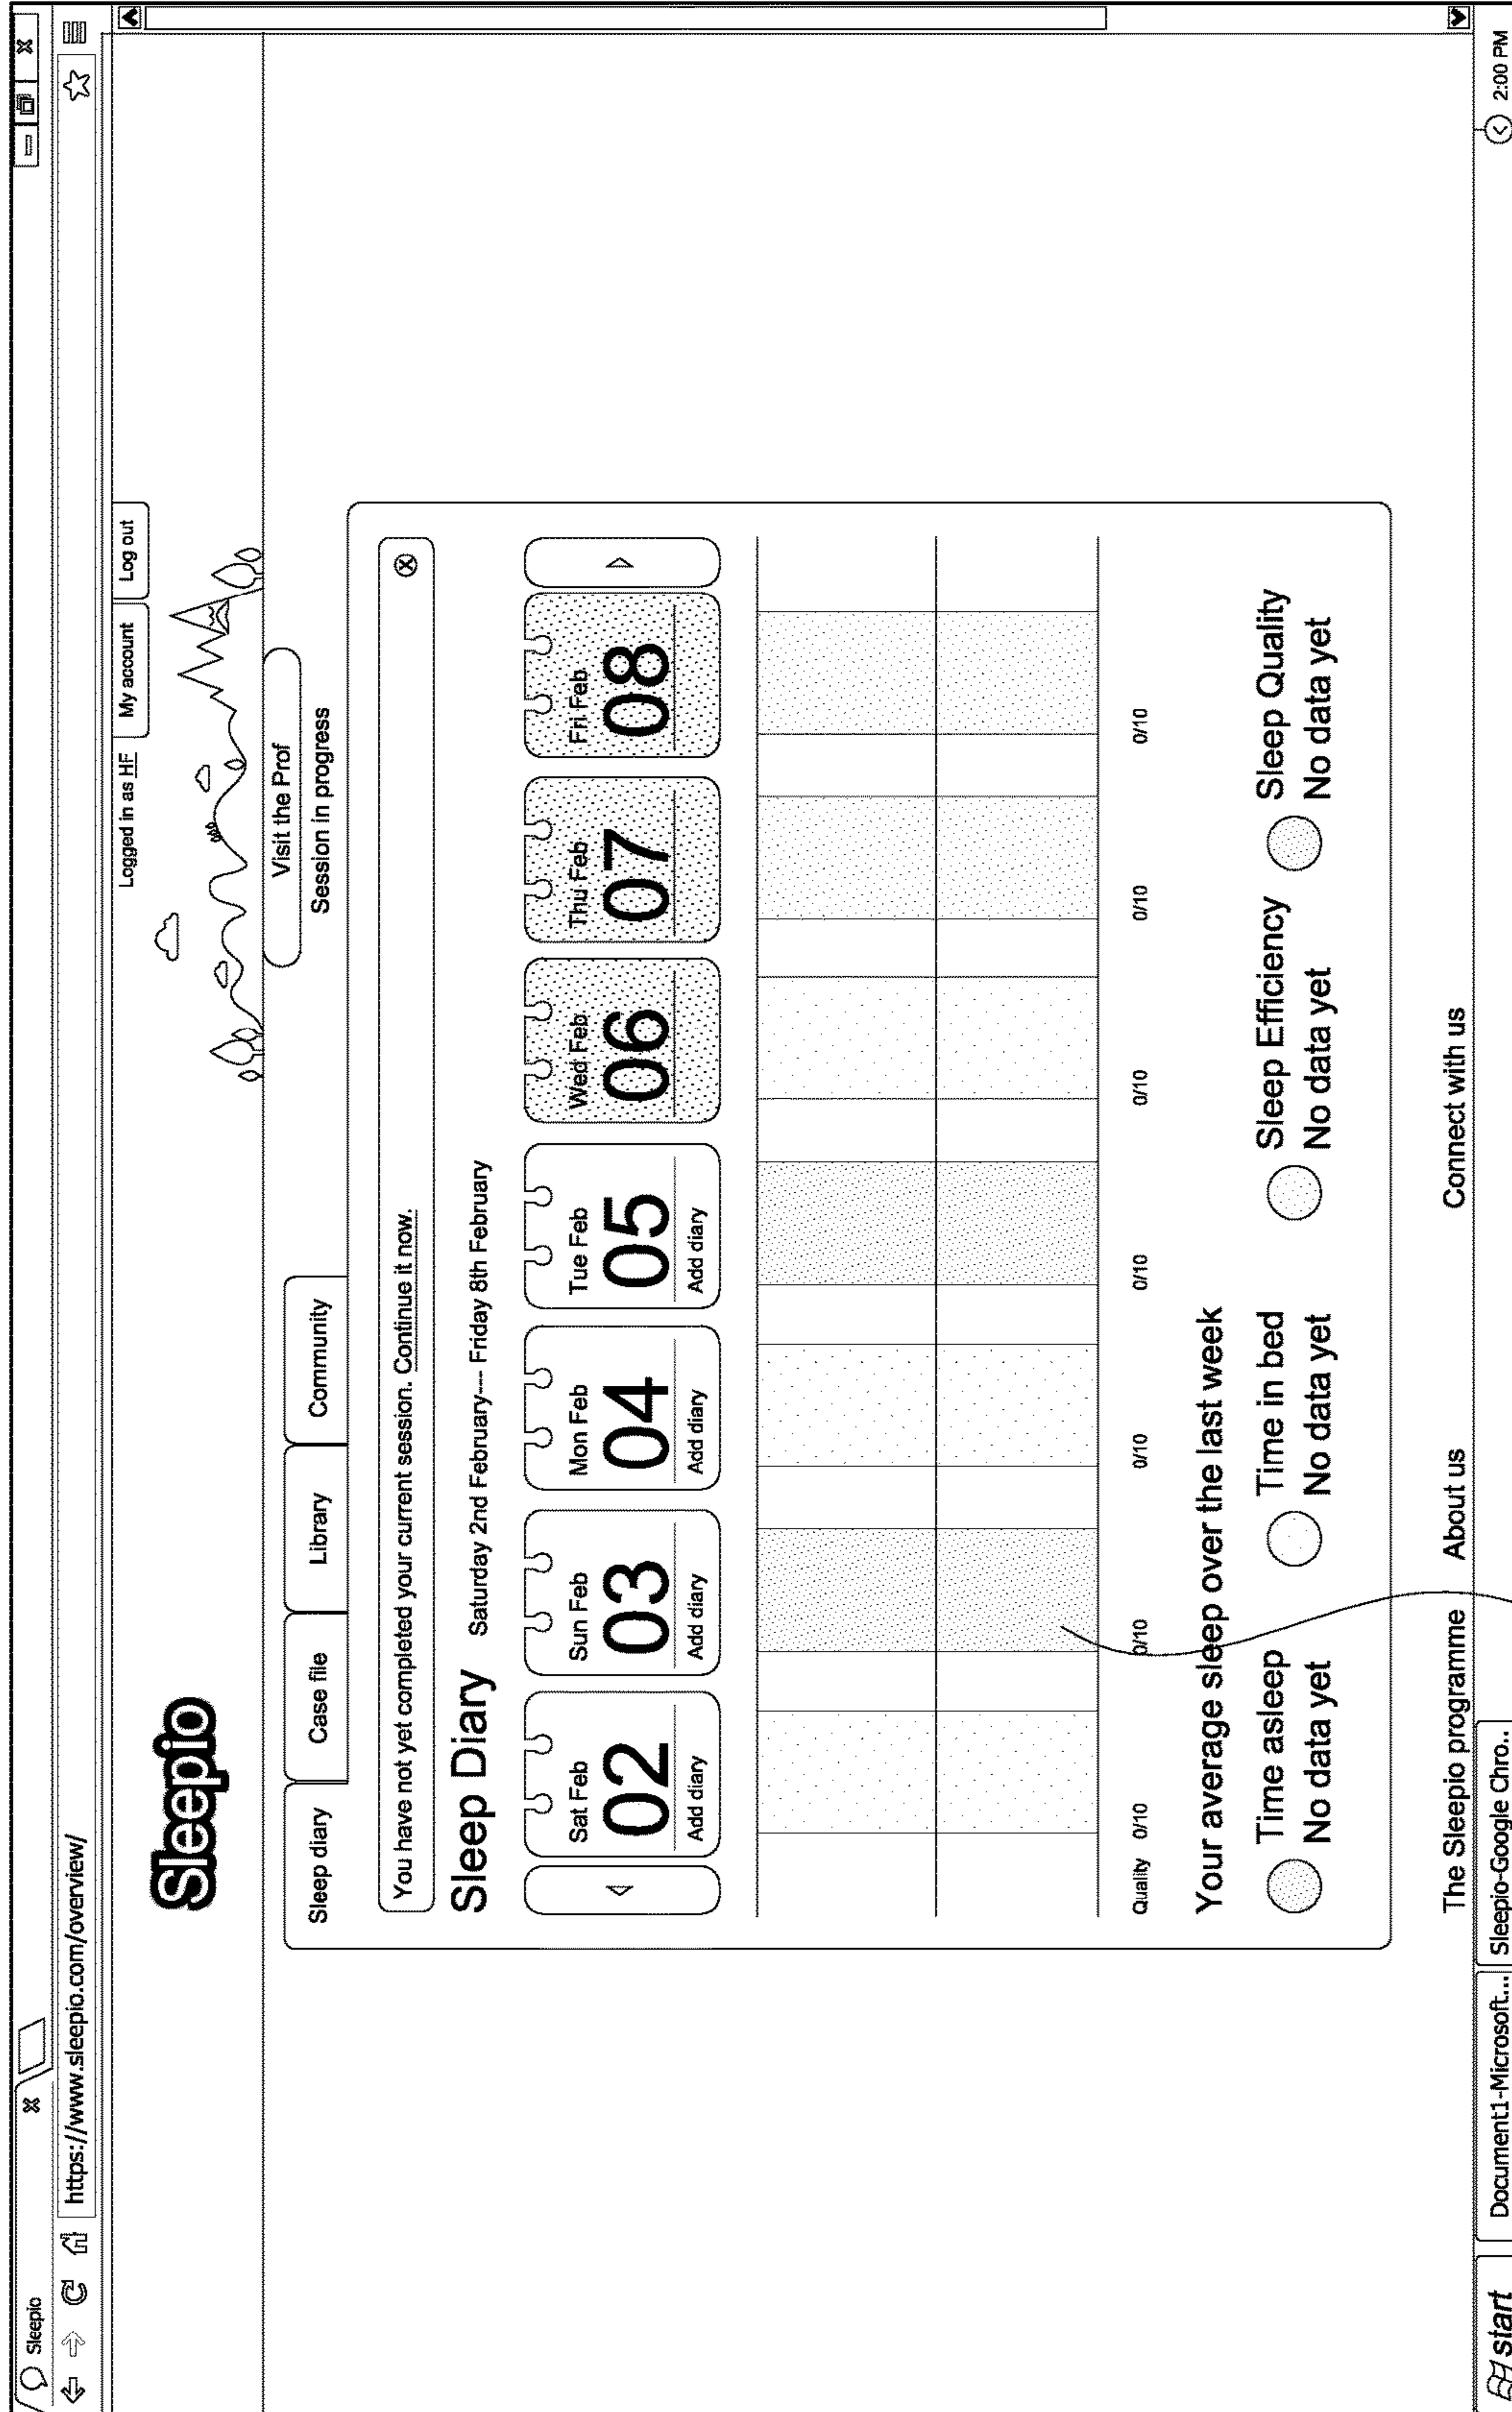 Sleepio
https://www.sleepio.com/overview/
Logged in as HF My account Log out
Sleepio
Visit the Prof
Session in progress
Sleep diary Case file Library Community
You have not yet completed your current session. Continue it now.
Sleep Diary Saturday 2nd February---- Friday 8th February
Sat Feb Sun Feb Mon Feb Tue Feb Wed Feb Thu Feb Fri Feb
02 03 04 05 06 07 08
Add diary Add diary Add diary Add diary
Quality 0/10 0/10 0/10 0/10 0/10 0/10 0/10
Your average sleep over the last week
Time asleep Time in bed Sleep Efficiency Sleep Quality
No data yet No data yet No data yet No data yet
The Sleepio programme About us Connect with us
start Document1-Microsoft... Sleepio-Google Chro.. 2:00 PM